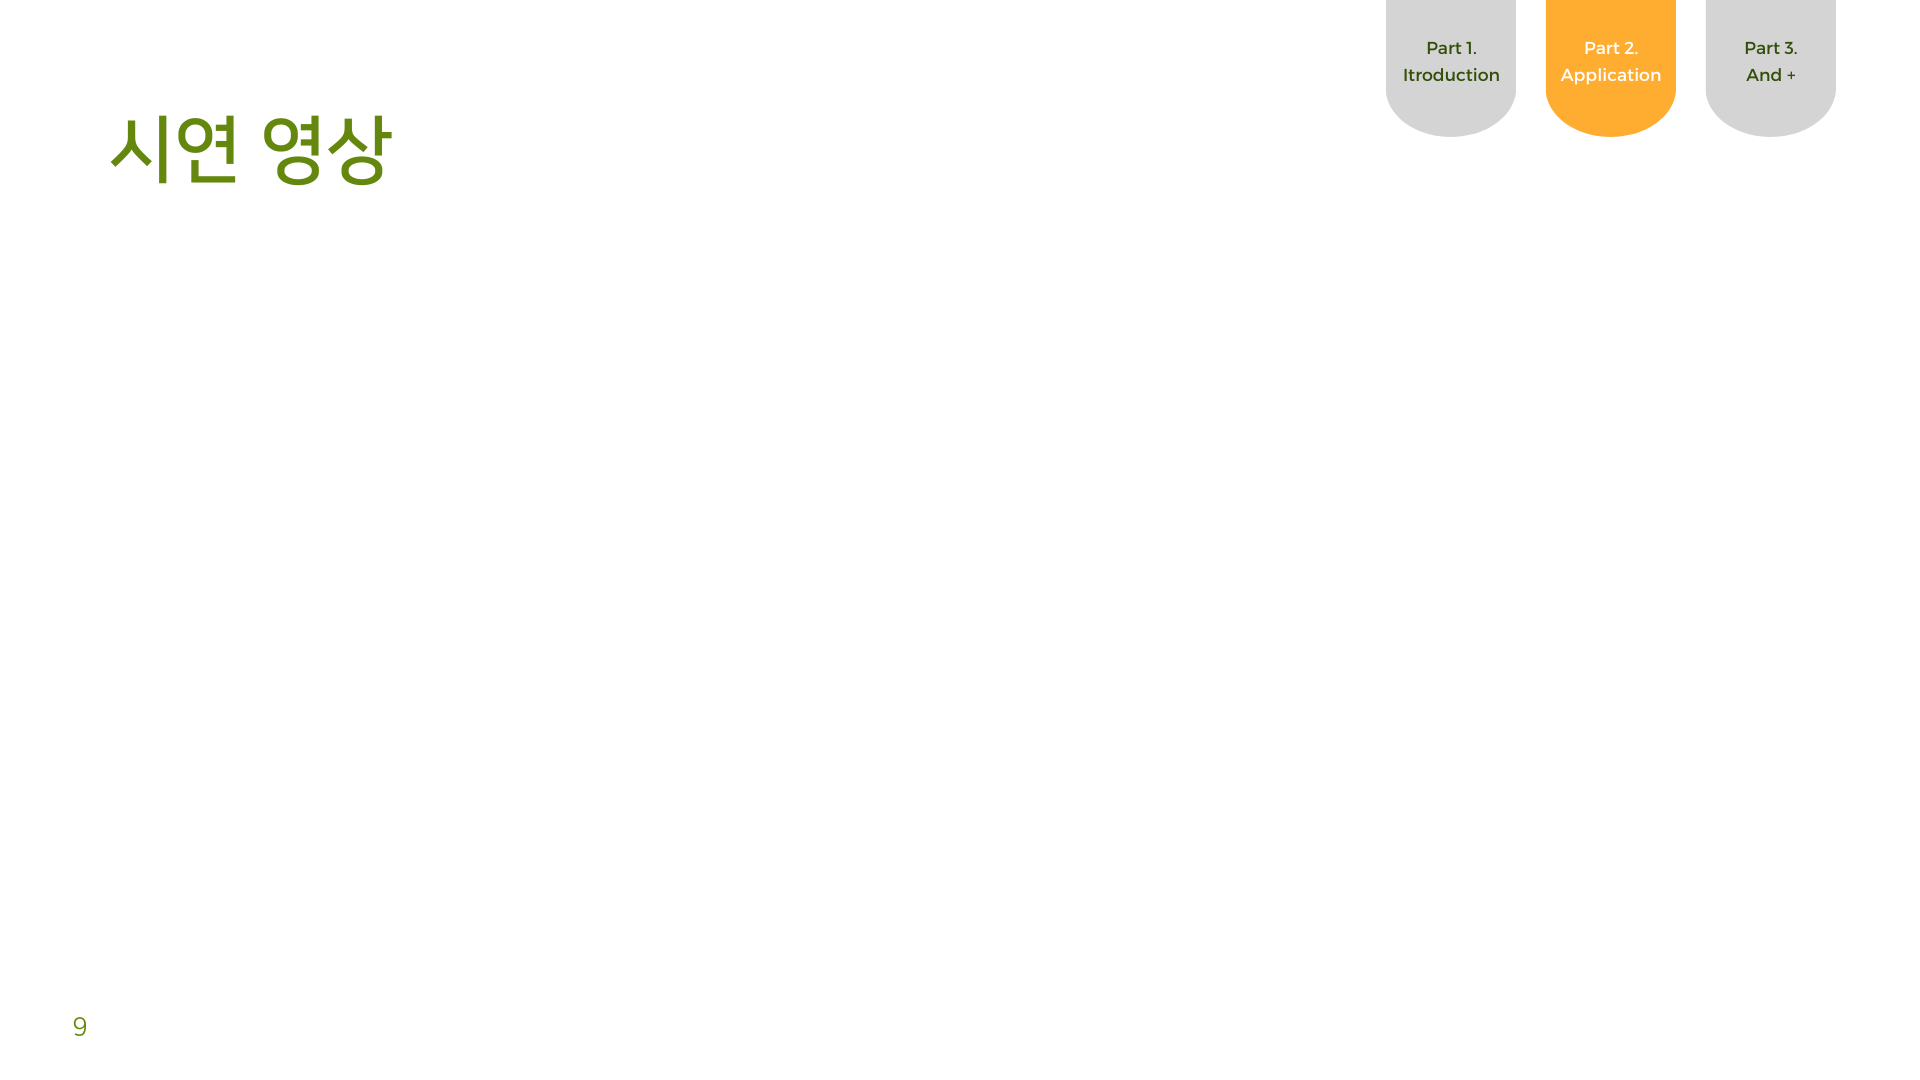 Part 1.
Itroduction
Part 2.
Application
Part 3.
And +
시연 영상
9